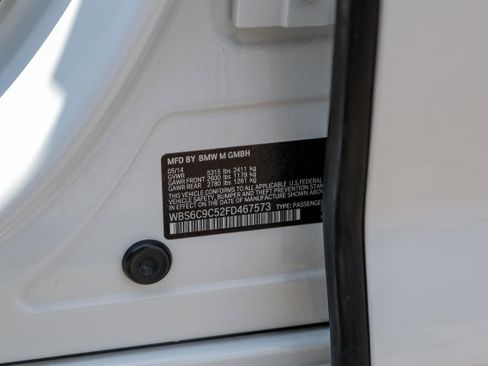 MFD BY BMW M GMBH
05/14
GVWR 5315 lbs 2411 kg
GAWR FRONT 2600 lbs 1179 kg
GAWR REAR 2780 lbs 1261 kg
THIS VEHICLE CONFORMS TO ALL APPLICABLE U.S. FEDERAL
VEHICLE SAFETY, BUMPER AND THEFT PREVENTION STAN
IN EFFECT ON THE DATE OF MANUFACTURE SHOWN AB
WBS6C9C52FD467573 TYPE: PASSENGER